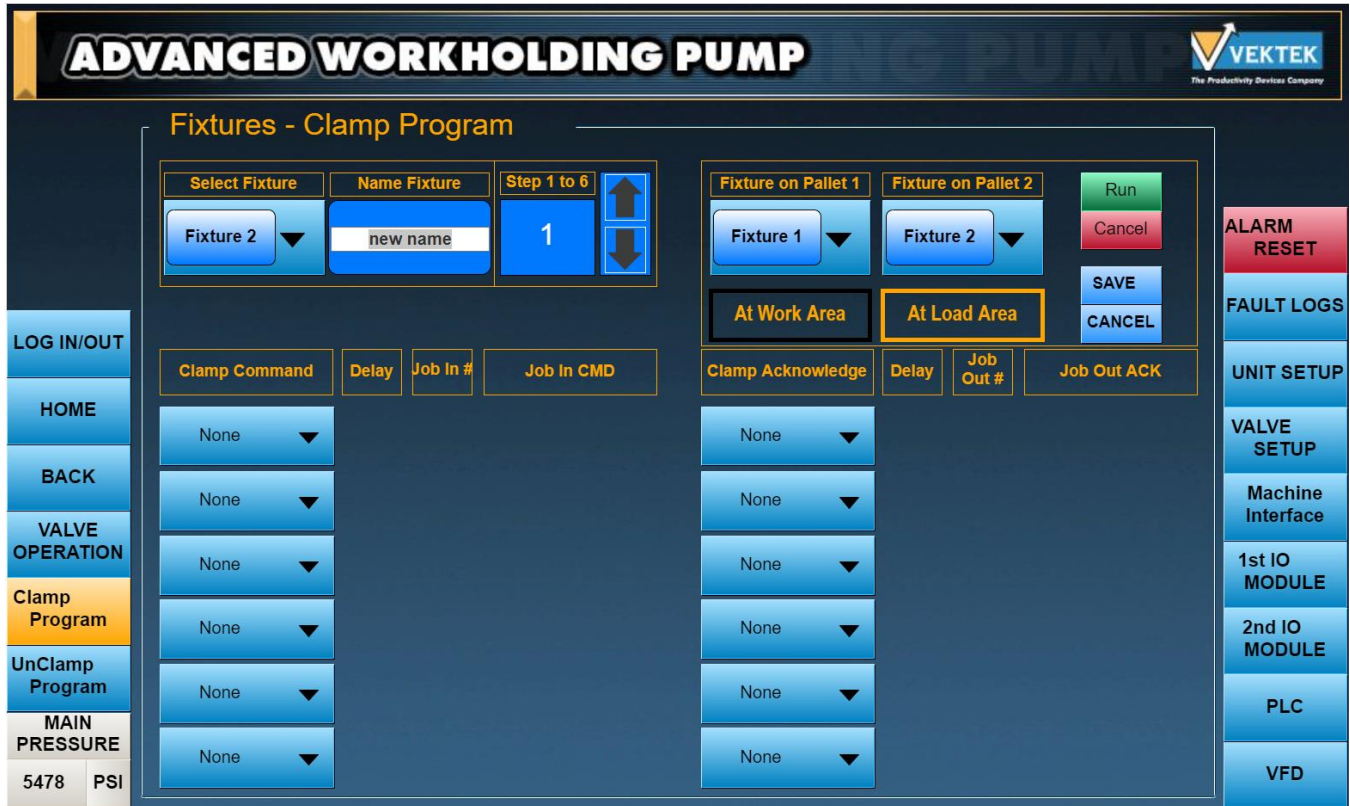 ADVANCED WORKHOLDING PUMP
VEKTEK
The Productivity Devices Company
Fixtures - Clamp Program
Select Fixture
Name Fixture
Step 1 to 6
Fixture 2
new name
1
Fixture on Pallet 1
Fixture on Pallet 2
Fixture 1
Fixture 2
Run
Cancel
At Work Area
At Load Area
SAVE
CANCEL
Clamp Command
Delay
Job In #
Job In CMD
Clamp Acknowledge
Delay
Job
Out #
Job Out ACK
None
None
None
None
None
None
None
None
None
None
None
None
LOG IN/OUT
HOME
BACK
VALVE
OPERATION
Clamp
Program
UnClamp
Program
MAIN
PRESSURE
5478 PSI
ALARM
RESET
FAULT LOGS
UNIT SETUP
VALVE
SETUP
Machine
Interface
1st IO
MODULE
2nd IO
MODULE
PLC
VFD